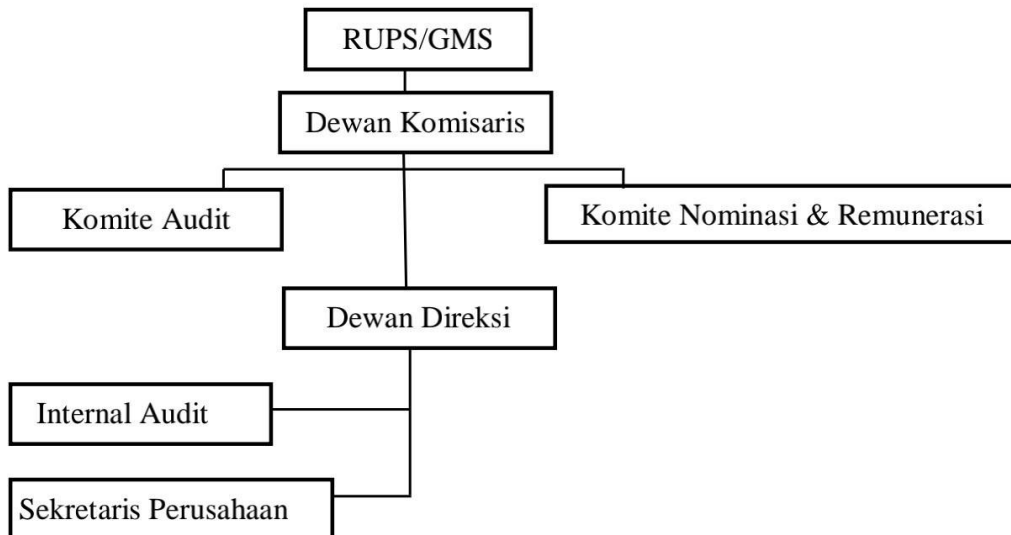 RUPS/GMS
Dewan Komisaris
Komite Audit
Komite Nominasi & Remunerasi
Dewan Direksi
Internal Audit
Sekretaris Perusahaan